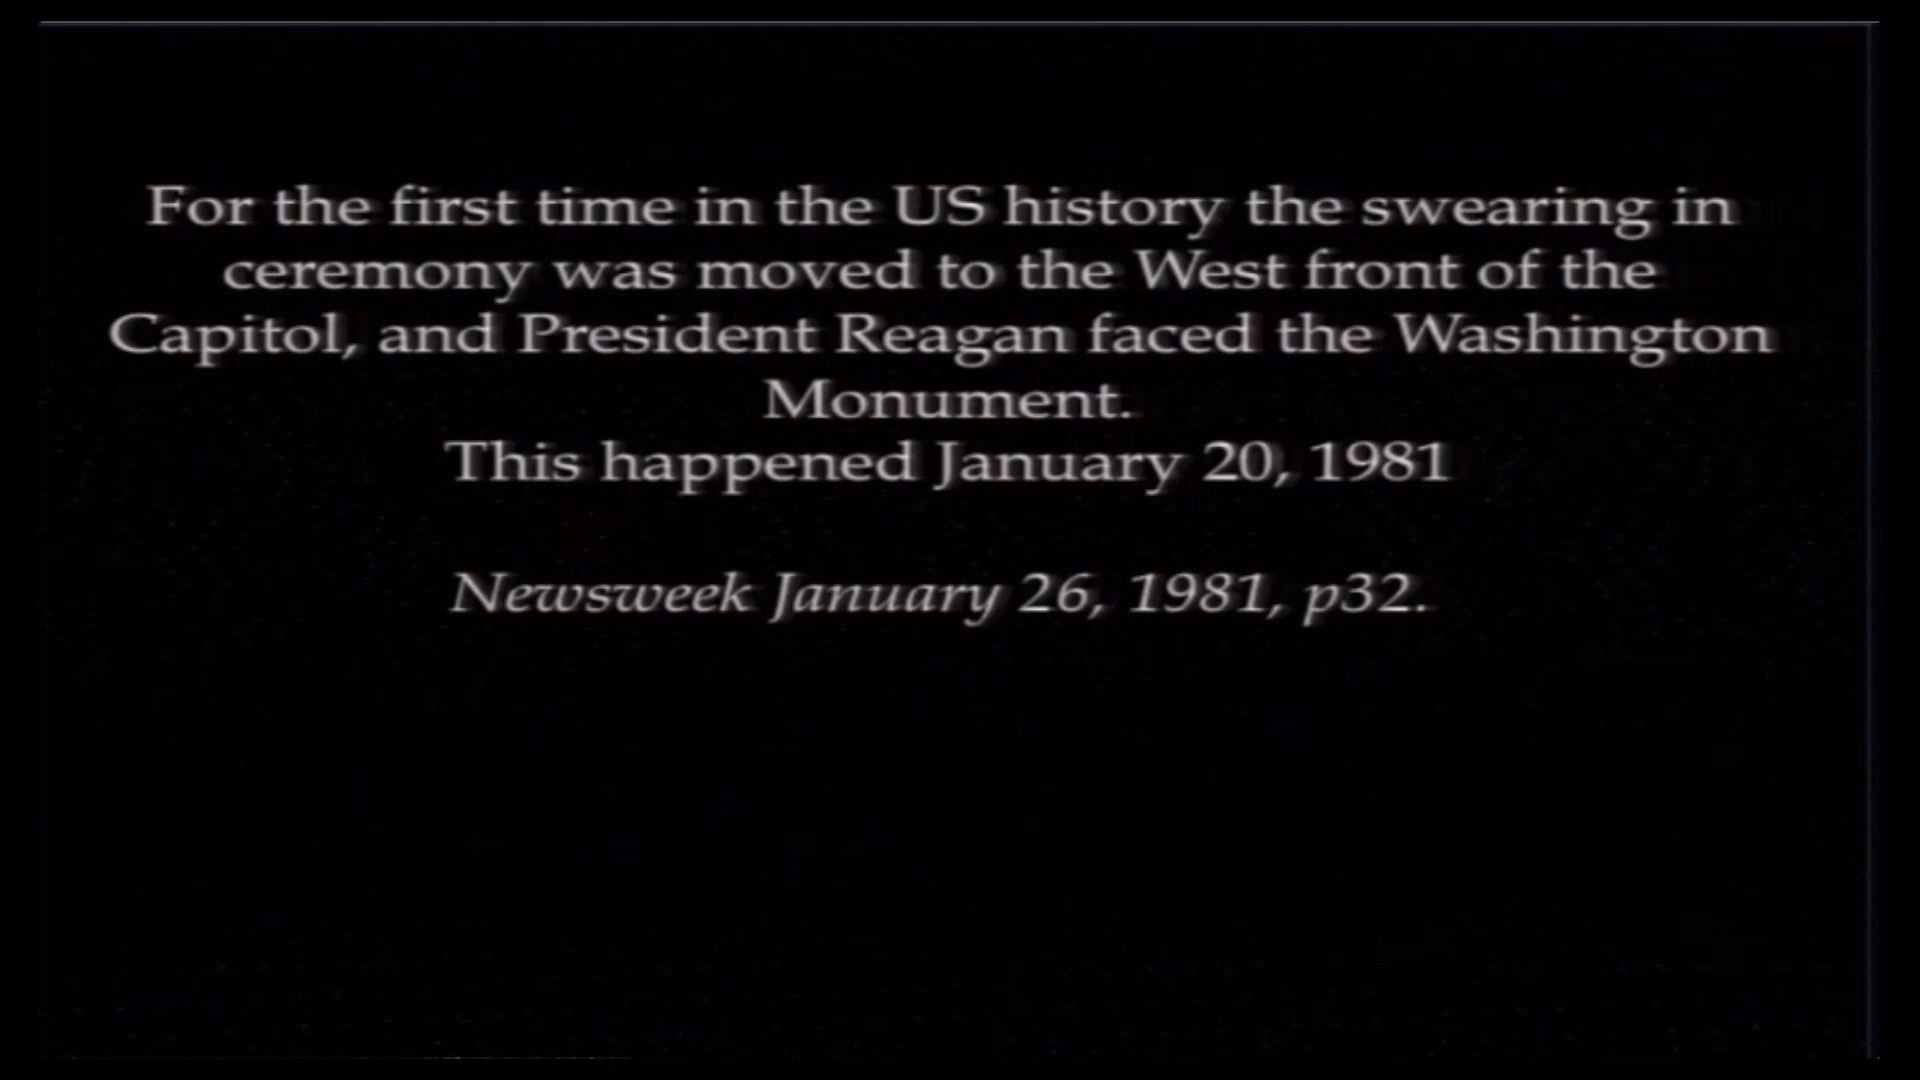 For the first time in the US history the swearing in
ceremony was moved to the West front of the
Capitol, and President Reagan faced the Washington
Monument.
This happened January 20, 1981
Newsweek January 26, 1981, p32.